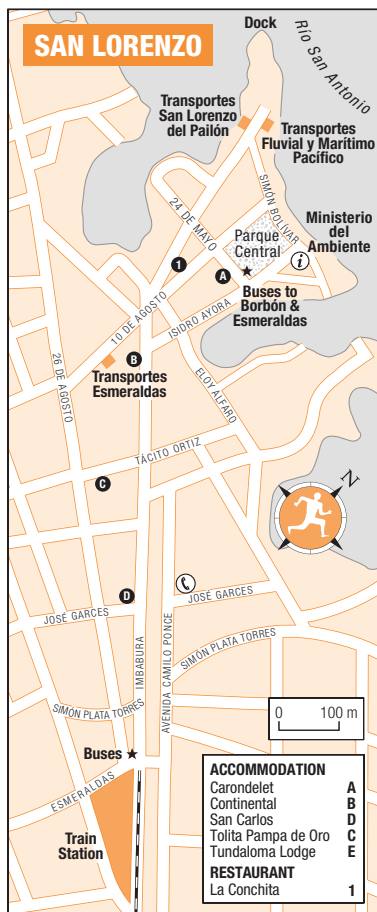 SAN LORENZO
Dock
Río San Antonio
Transportes
San Lorenzo
del Pailón
Transportes
Fluvial y Marítimo
Pacífico
SIMÓN BOLÍVAR
24 DE MAYO
Parque
Central
Ministerio
del
Ambiente
i
1
A
Buses to
Borbón &
Esmeraldas
10 DE AGOSTO
ISIDRO AYORA
B
Transportes
Esmeraldas
26 DE AGOSTO
ELOY ALFARO
TÁCITO ORTIZ
C
N
D
JOSÉ GARCES
JOSÉ GARCES
IMBABURA
AVENIDA CAMILO PONCE
SIMÓN PLATA TORRES
SIMÓN PLATA TORRES
0 100 m
Buses
ESMERALDAS
Train
Station
ACCOMMODATION
Carondelet A
Continental B
San Carlos D
Tolita Pampa de Oro C
Tundaloma Lodge E
RESTAURANT
La Conchita 1